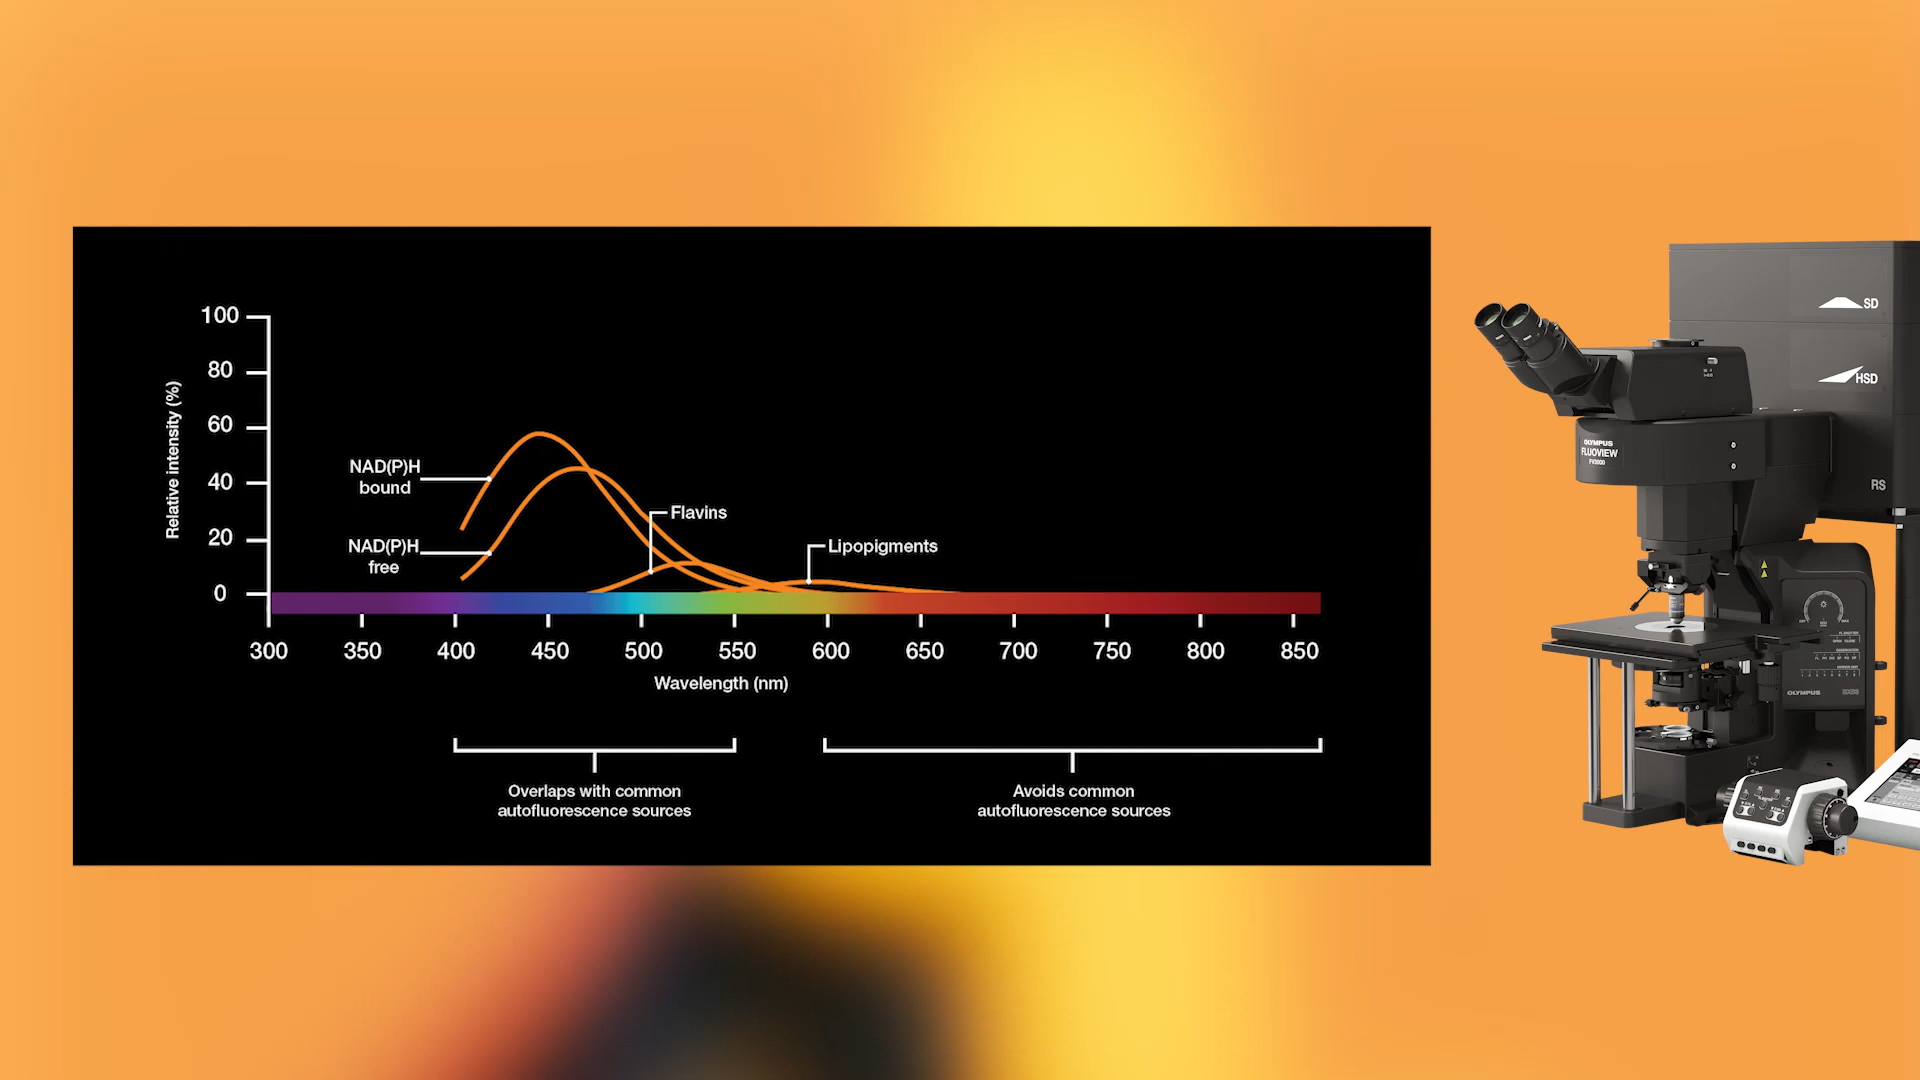 100
80
60
40
20
0
Relative intensity (%)
NAD(P)H
bound
NAD(P)H
free
Flavins
Lipopigments
300 350 400 450 500 550 600 650 700 750 800 850
Wavelength (nm)
Overlaps with common
autofluorescence sources
Avoids common
autofluorescence sources
SD
HSD
OLYMPUS
FLUOVIEW
FV3000
RS
OLYMPUS